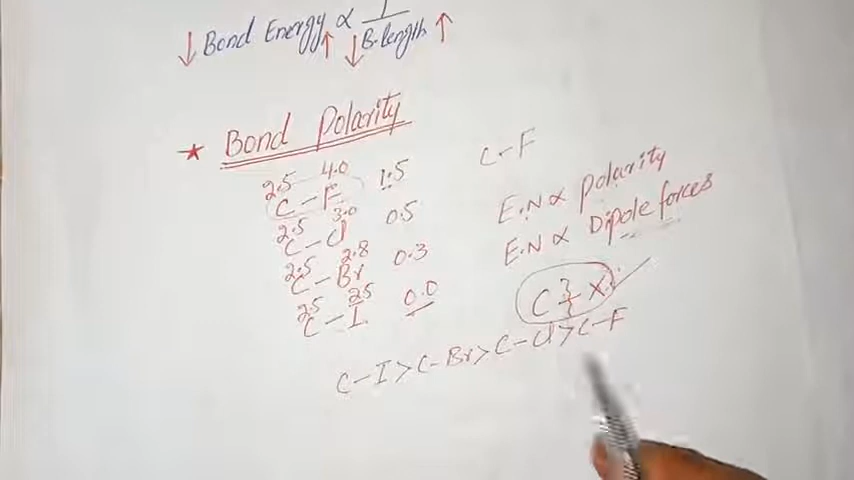 ↓ Bond Energy ↑ ∝ 1 / ↓ B.length ↑
* Bond Polarity
2.5 4.0
C-F 1.5
2.5 3.0
C-Cl 0.5
2.5 2.8
C-Br 0.3
2.5 2.5
C-I 0.0
C-F
E.N ∝ polarity
E.N ∝ Dipole forces
C-X
C-I > C-Br > C-Cl > C-F